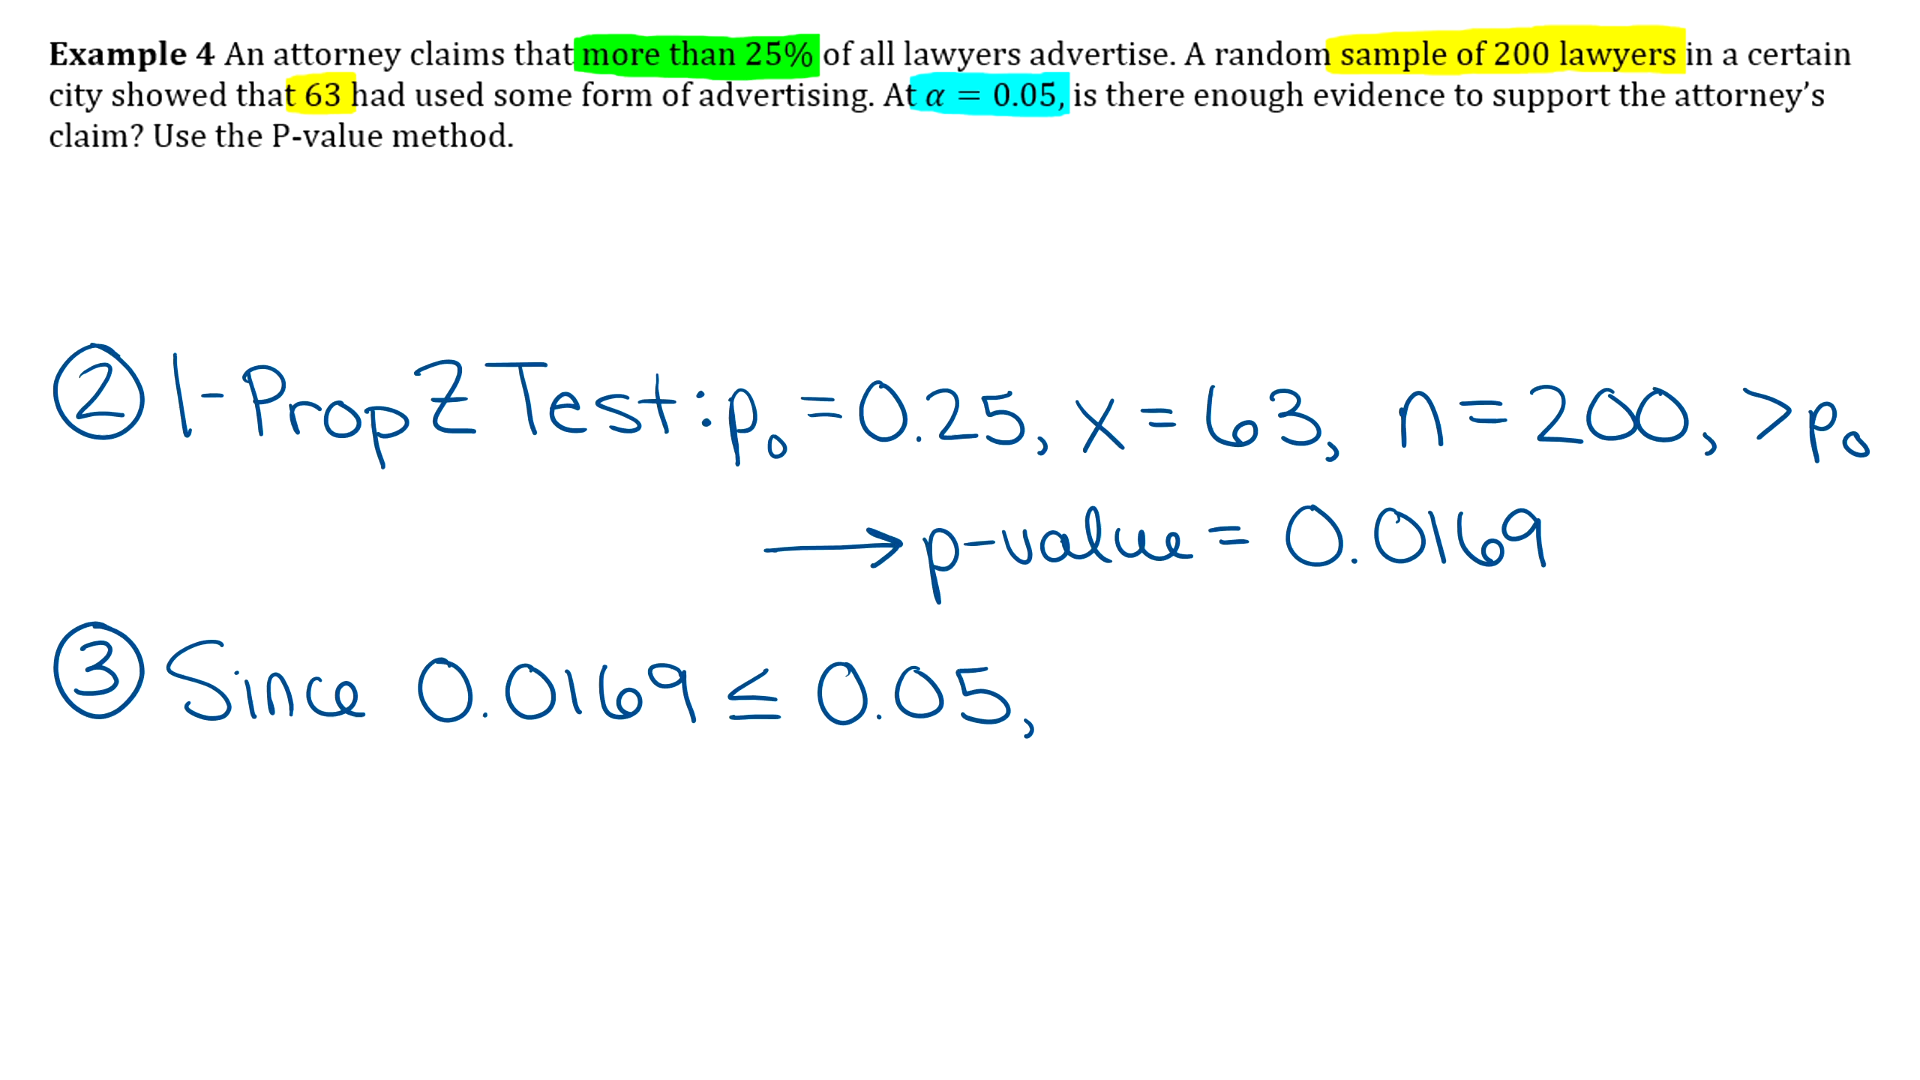 Example 4 An attorney claims that more than 25% of all lawyers advertise. A random sample of 200 lawyers in a certain
city showed that 63 had used some form of advertising. At α = 0.05, is there enough evidence to support the attorney’s
claim? Use the P-value method.
② 1-Prop Z Test: p₀ = 0.25, x = 63, n = 200, > p₀
→ p-value = 0.0169
③ Since 0.0169 ≤ 0.05,